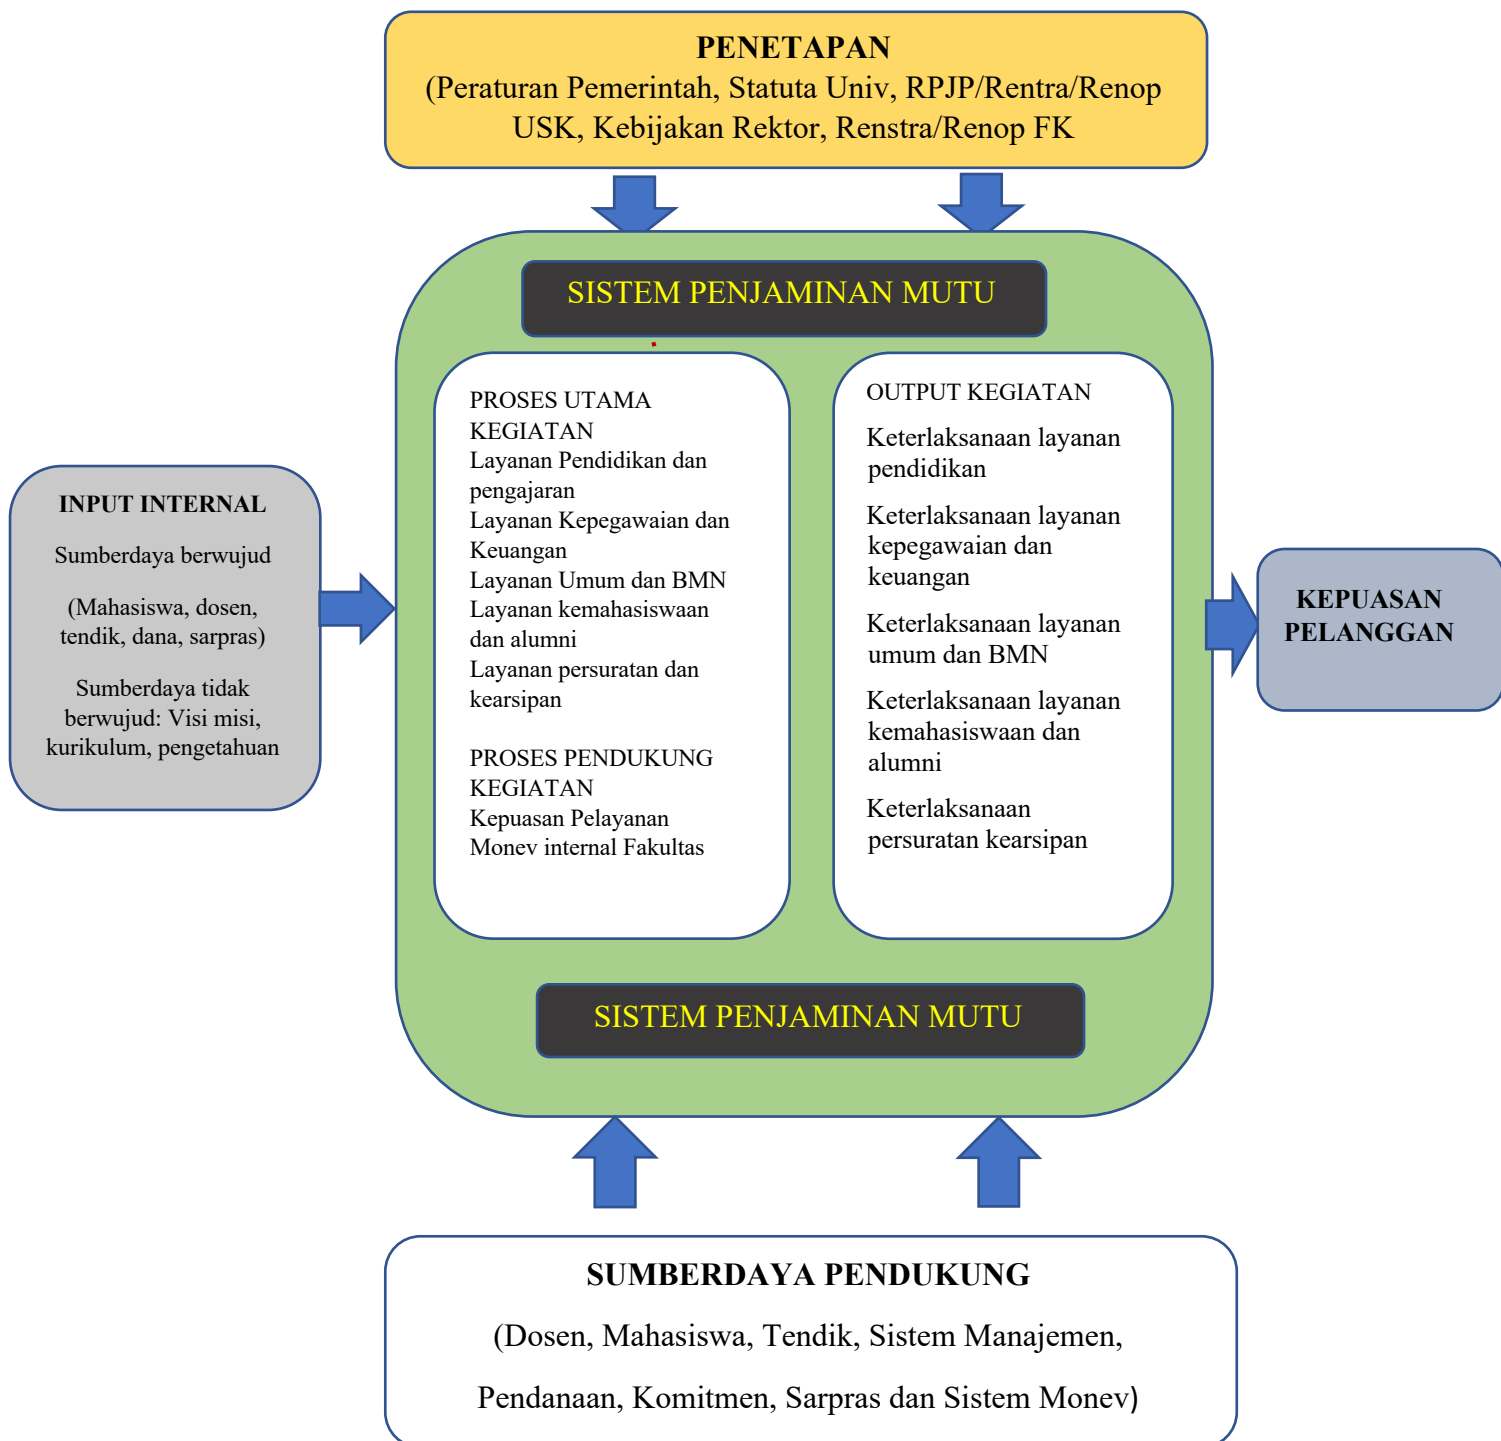 PENETAPAN
(Peraturan Pemerintah, Statuta Univ, RPJP/Rentra/Renop
USK, Kebijakan Rektor, Renstra/Renop FK
SISTEM PENJAMINAN MUTU
INPUT INTERNAL
Sumberdaya berwujud
(Mahasiswa, dosen,
tendik, dana, sarpras)
Sumberdaya tidak
berwujud: Visi misi,
kurikulum, pengetahuan
PROSES UTAMA
KEGIATAN
Layanan Pendidikan dan
pengajaran
Layanan Kepegawaian dan
Keuangan
Layanan Umum dan BMN
Layanan kemahasiswaan
dan alumni
Layanan persuratan dan
kearsipan
PROSES PENDUKUNG
KEGIATAN
Kepuasan Pelayanan
Monev internal Fakultas
OUTPUT KEGIATAN
Keterlaksanaan layanan
pendidikan
Keterlaksanaan layanan
kepegawaian dan
keuangan
Keterlaksanaan layanan
umum dan BMN
Keterlaksanaan layanan
kemahasiswaan dan
alumni
Keterlaksanaan
persuratan kearsipan
KEPUASAN
PELANGGAN
SISTEM PENJAMINAN MUTU
SUMBERDAYA PENDUKUNG
(Dosen, Mahasiswa, Tendik, Sistem Manajemen,
Pendanaan, Komitmen, Sarpras dan Sistem Monev)